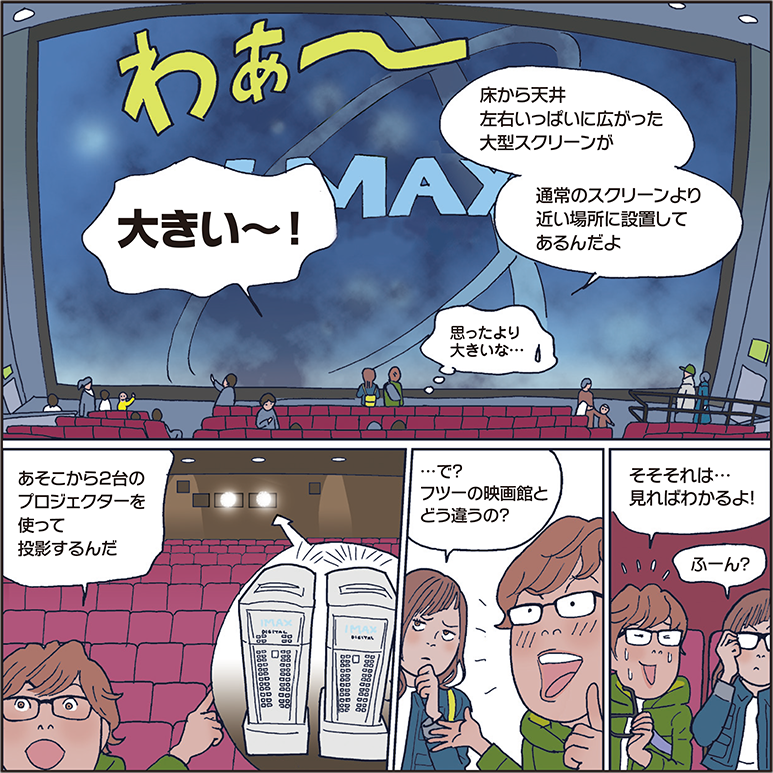 わぁ〜
床から天井
左右いっぱいに広がった
大型スクリーンが
通常のスクリーンより
近い場所に設置して
あるんだよ
IMAX
大きい〜！
思ったより
大きいな…
あそこから2台の
プロジェクターを
使って
投影するんだ
IMAX
DIGITAL
IMAX
DIGITAL
…で?
フツーの映画館と
どう違うの?
そそそれは…
見ればわかるよ!
ふーん?